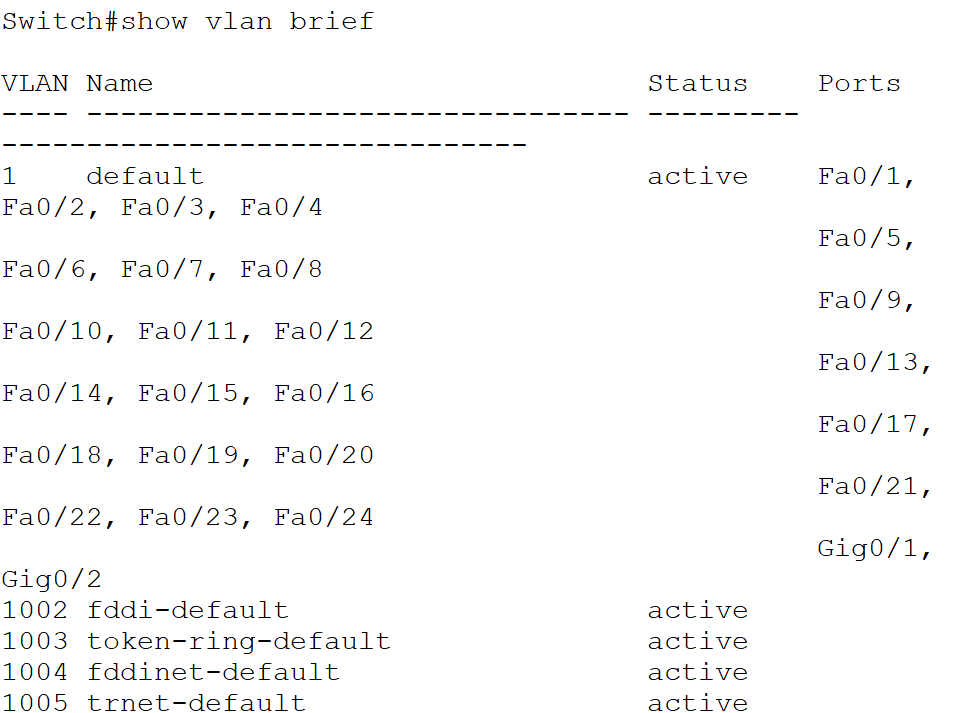 Switch#show vlan brief
VLAN Name                             Status    Ports
---- -------------------------------- ---------
-------------------------------
1    default                          active    Fa0/1,
Fa0/2, Fa0/3, Fa0/4
                                                Fa0/5,
Fa0/6, Fa0/7, Fa0/8
                                                Fa0/9,
Fa0/10, Fa0/11, Fa0/12
                                                Fa0/13,
Fa0/14, Fa0/15, Fa0/16
                                                Fa0/17,
Fa0/18, Fa0/19, Fa0/20
                                                Fa0/21,
Fa0/22, Fa0/23, Fa0/24
                                                Gig0/1,
Gig0/2
1002 fddi-default                     active
1003 token-ring-default               active
1004 fddinet-default                  active
1005 trnet-default                    active